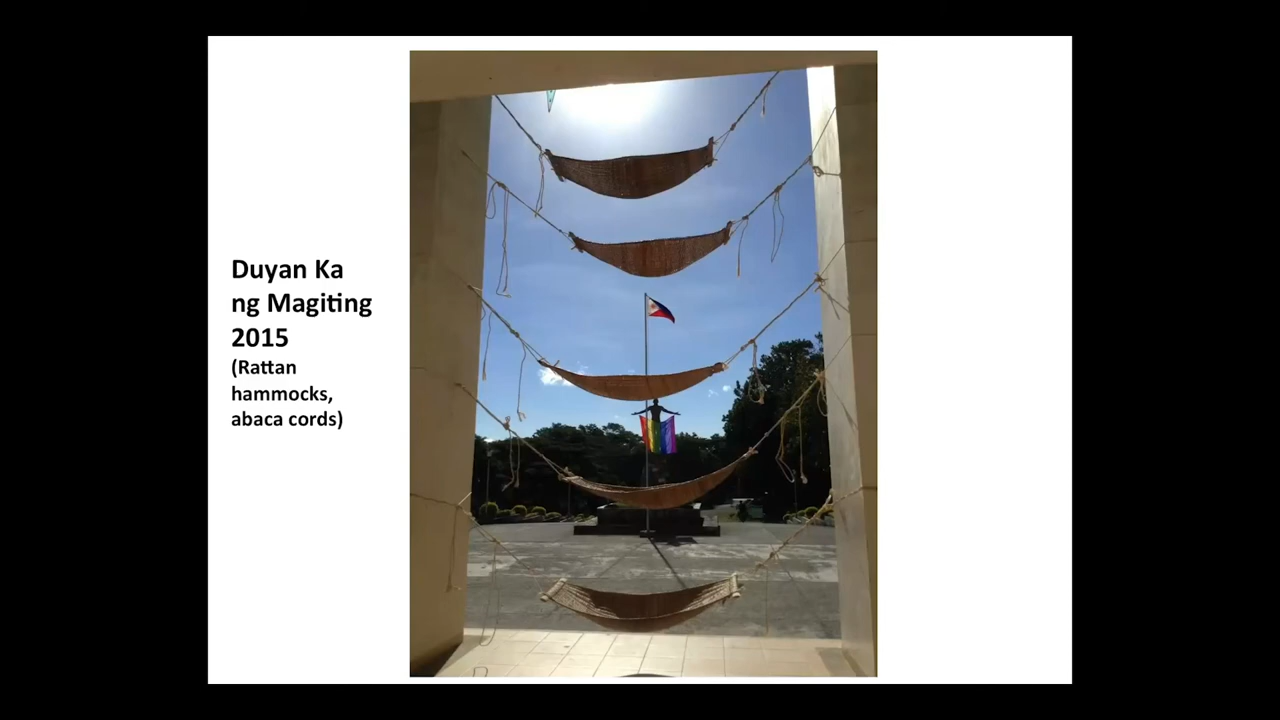 Duyan Ka
ng Magiting
2015
(Rattan
hammocks,
abaca cords)